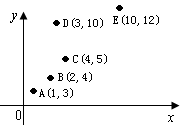 y
E(10, 12)
D(3, 10)
C(4, 5)
B(2, 4)
A(1, 3)
0
x